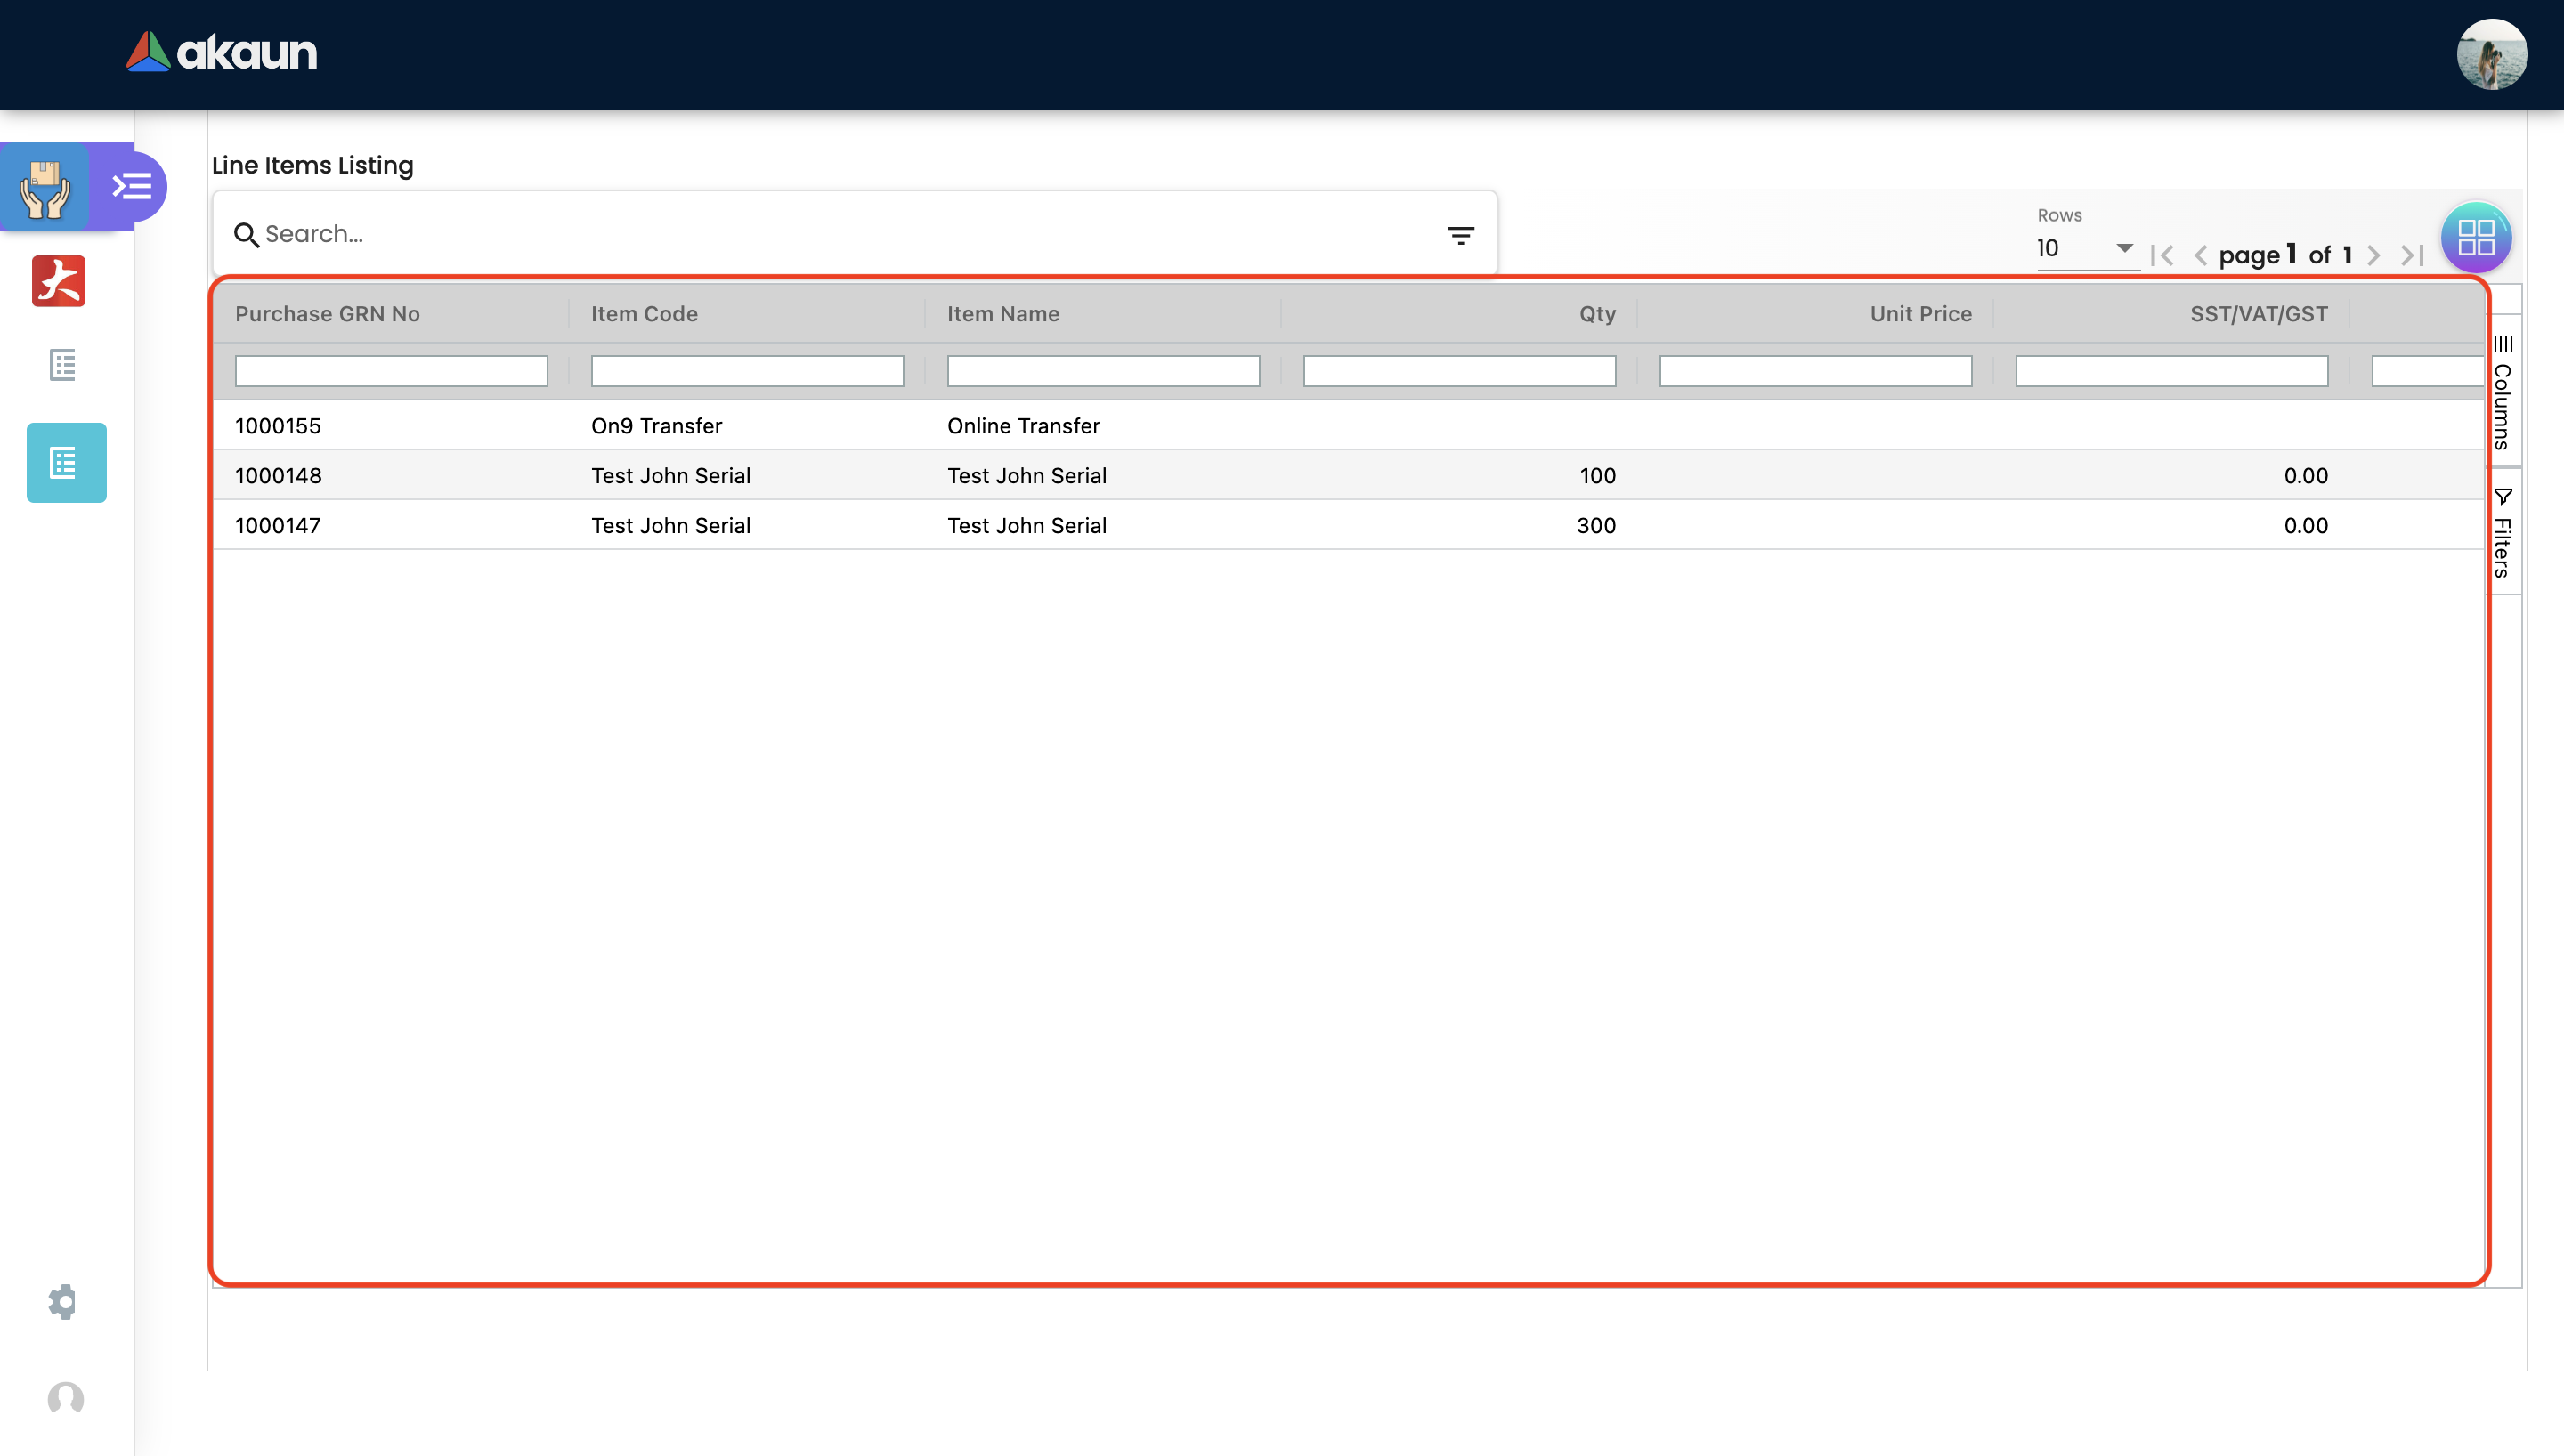 akaun
Line Items Listing
Search...
Rows
10
page 1 of 1
Purchase GRN No Item Code Item Name Qty Unit Price SST/VAT/GST
1000155 On9 Transfer Online Transfer
1000148 Test John Serial Test John Serial 100 0.00
1000147 Test John Serial Test John Serial 300 0.00
Columns
Filters